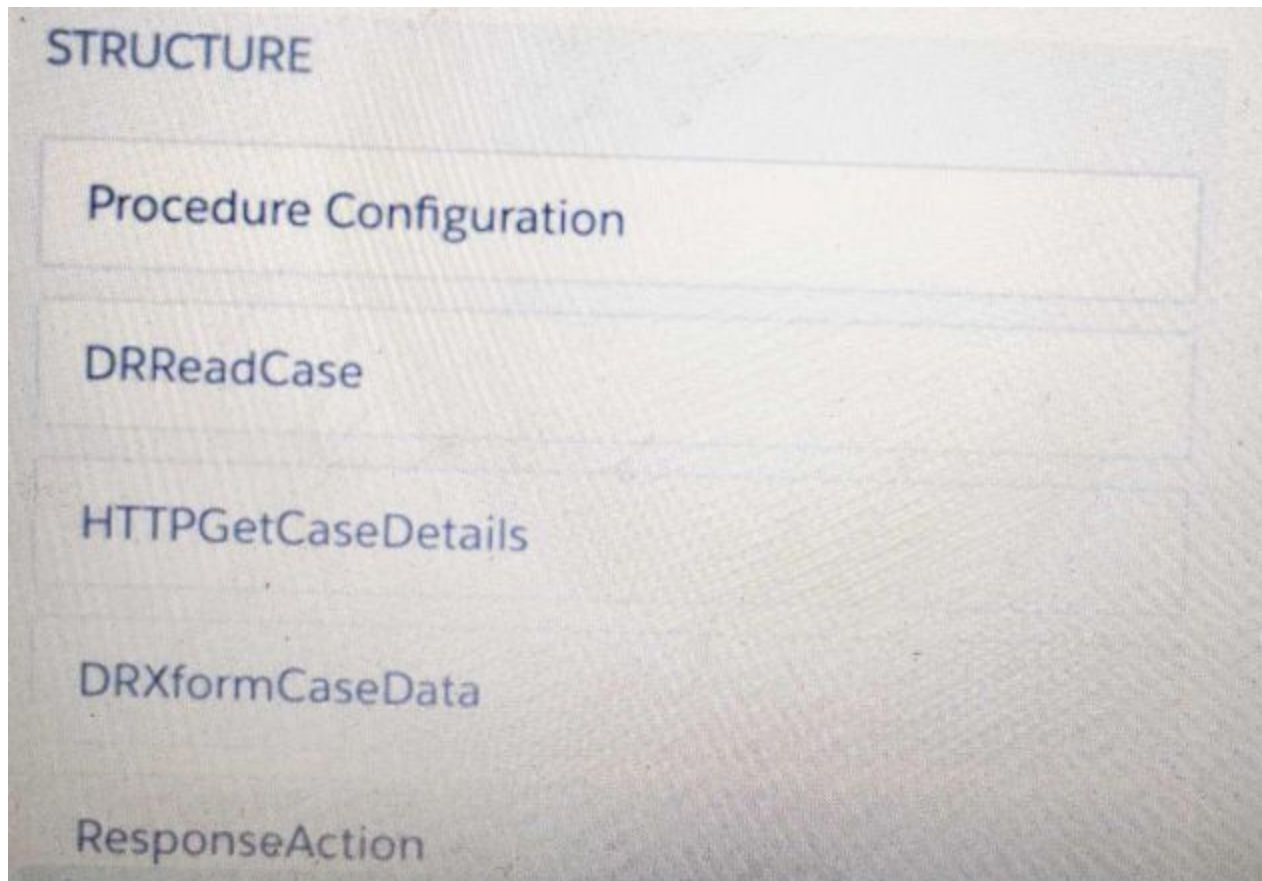 STRUCTURE
Procedure Configuration
DRReadCase
HTTPGetCaseDetails
DRXformCaseData
ResponseAction